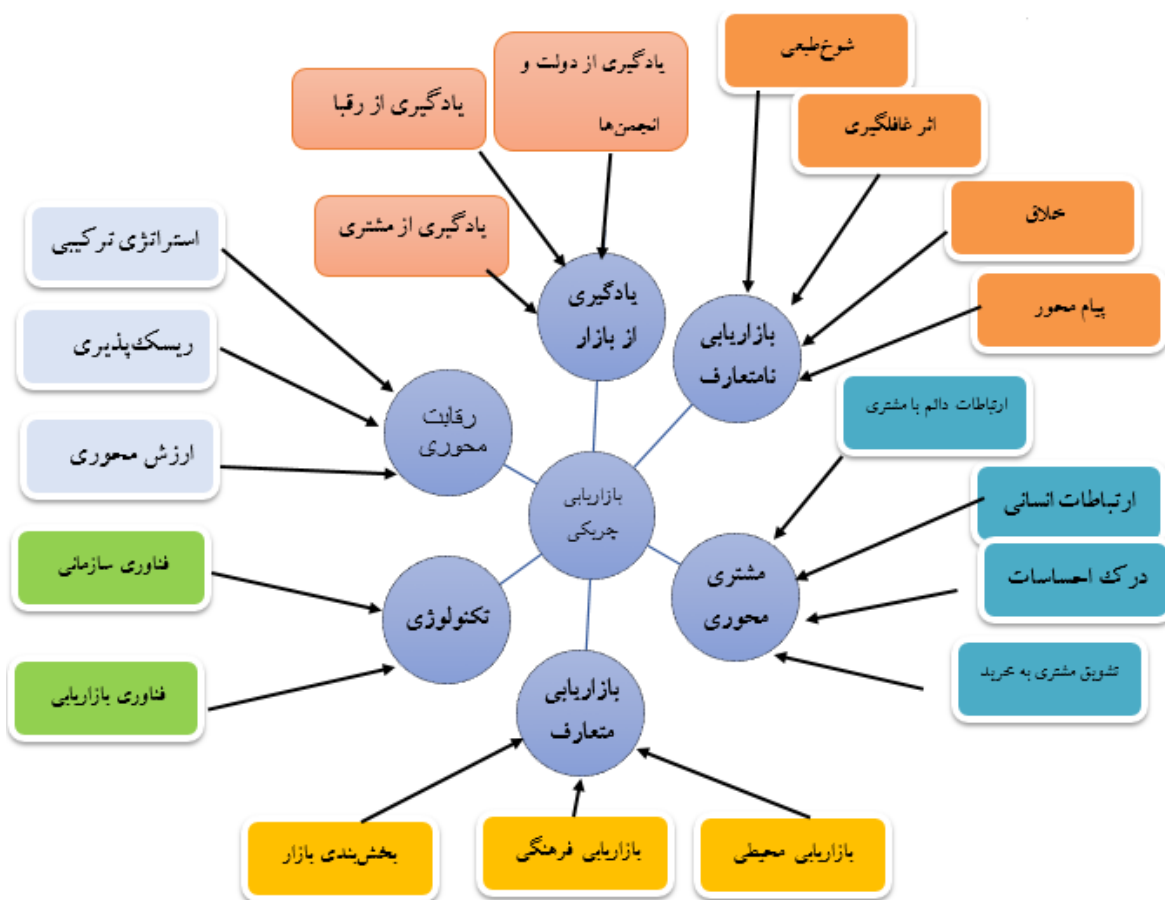 شوخ‌طبعی
اثر غافلگیری
خلاق
پیام محور
یادگیری از دولت و
انجمن‌ها
یادگیری از رقبا
یادگیری از مشتری
استراتژی ترکیبی
ریسک‌پذیری
ارزش محوری
فناوری سازمانی
فناوری بازاریابی
یادگیری
از بازار
بازاریابی
نامتعارف
رقابت
محوری
بازاریابی
چریکی
مشتری
محوری
تکنولوژی
بازاریابی
متعارف
ارتباطات دائم با مشتری
ارتباطات انسانی
درک احساسات
تشویق مشتری به خرید
بازاریابی محیطی
بازاریابی فرهنگی
بخش‌بندی بازار